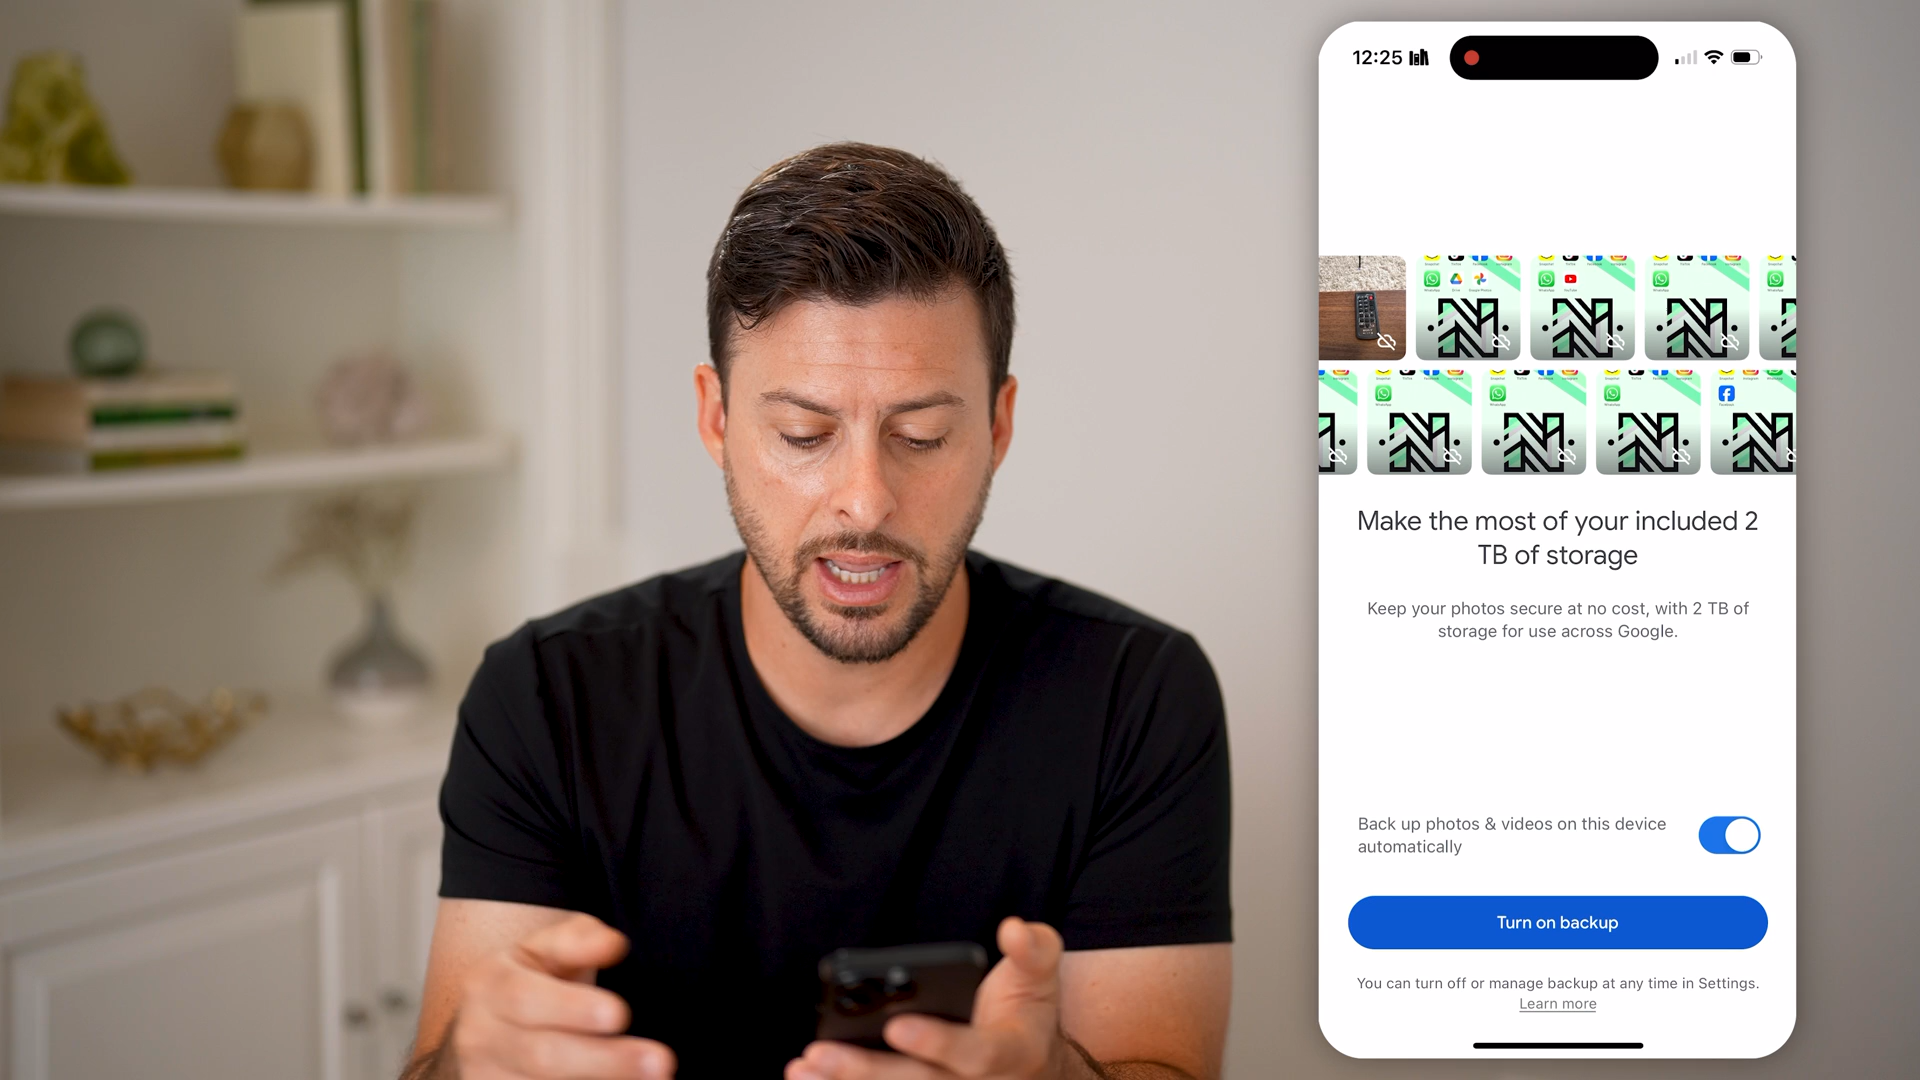 12:25
Make the most of your included 2
TB of storage
Keep your photos secure at no cost, with 2 TB of
storage for use across Google.
Back up photos & videos on this device
automatically
Turn on backup
You can turn off or manage backup at any time in Settings.
Learn more